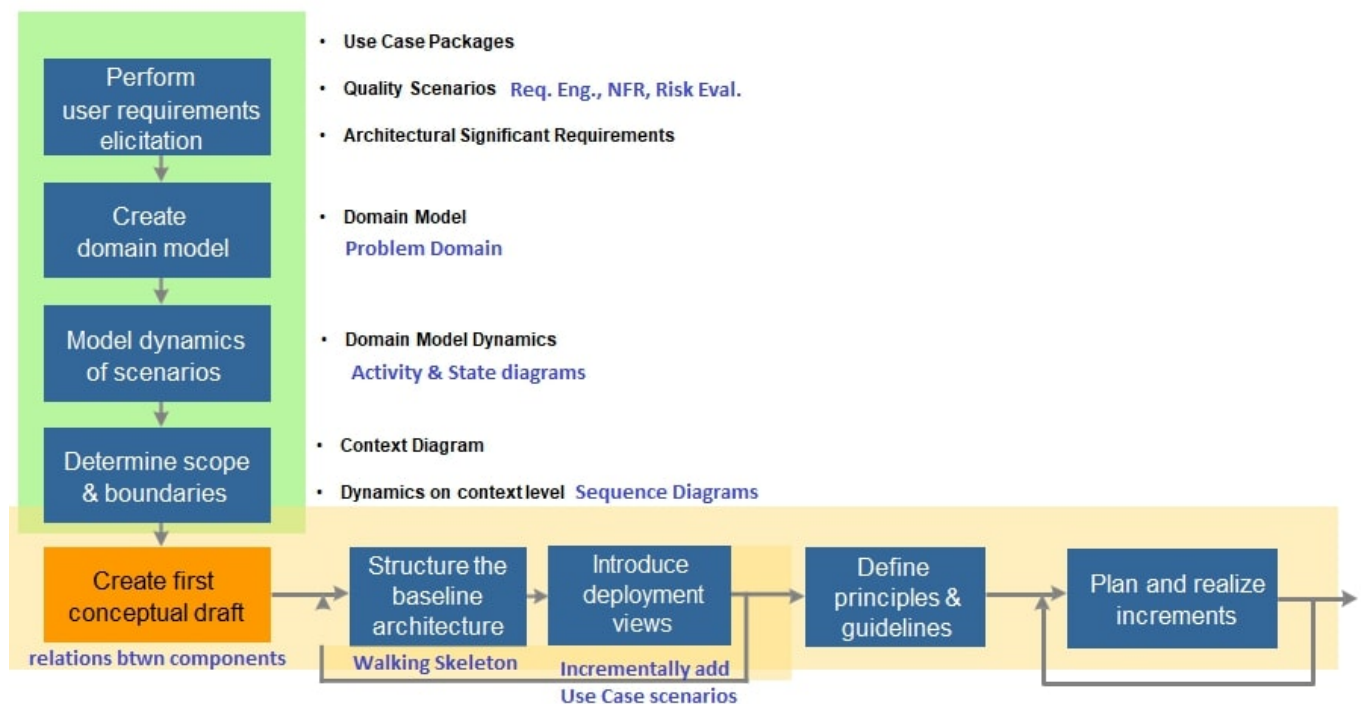 Perform
user requirements
elicitation
• Use Case Packages
• Quality Scenarios Req. Eng., NFR, Risk Eval.
• Architectural Significant Requirements
Create
domain model
• Domain Model
Problem Domain
Model dynamics
of scenarios
• Domain Model Dynamics
Activity & State diagrams
Determine scope
& boundaries
• Context Diagram
• Dynamics on context level Sequence Diagrams
Create first
conceptual draft
relations btwn components
Structure the
baseline
architecture
Walking Skeleton
Introduce
deployment
views
Incrementally add
Use Case scenarios
Define
principles &
guidelines
Plan and realize
increments